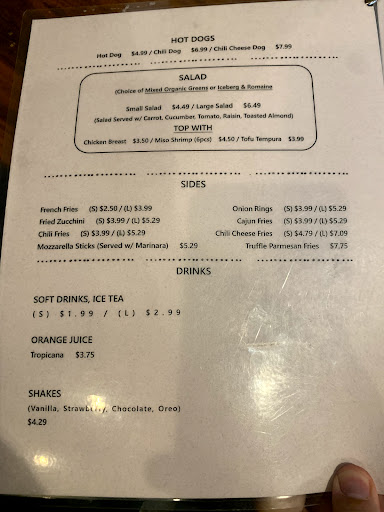 HOT DOGS
Hot Dog $4.99 / Chili Dog $6.99 / Chili Cheese Dog $7.99
SALAD
(Choice of Mixed Organic Greens or Iceberg & Romaine
Small Salad $4.49 / Large Salad $6.49
(Salad Served w/ Carrot, Cucumber, Tomato, Raisin, Toasted Almond)
TOP WITH
Chicken Breast $3.50 / Miso Shrimp (6pcs) $4.50 / Tofu Tempura $3.99
SIDES
French Fries (S) $2.50 / (L) $3.99
Fried Zucchini (S) $3.99 / (L) $5.29
Chili Fries (S) $3.99 / (L) $5.29
Mozzarella Sticks (Served w/ Marinara) $5.29
Onion Rings (S) $3.99 / (L) $5.29
Cajun Fries (S) $3.99 / (L) $5.29
Chili Cheese Fries (S) $4.79 / (L) $7.09
Truffle Parmesan Fries $7.75
DRINKS
SOFT DRINKS, ICE TEA
(S) $1.99 / (L) $2.99
ORANGE JUICE
Tropicana $3.75
SHAKES
(Vanilla, Strawberry, Chocolate, Oreo)
$4.29